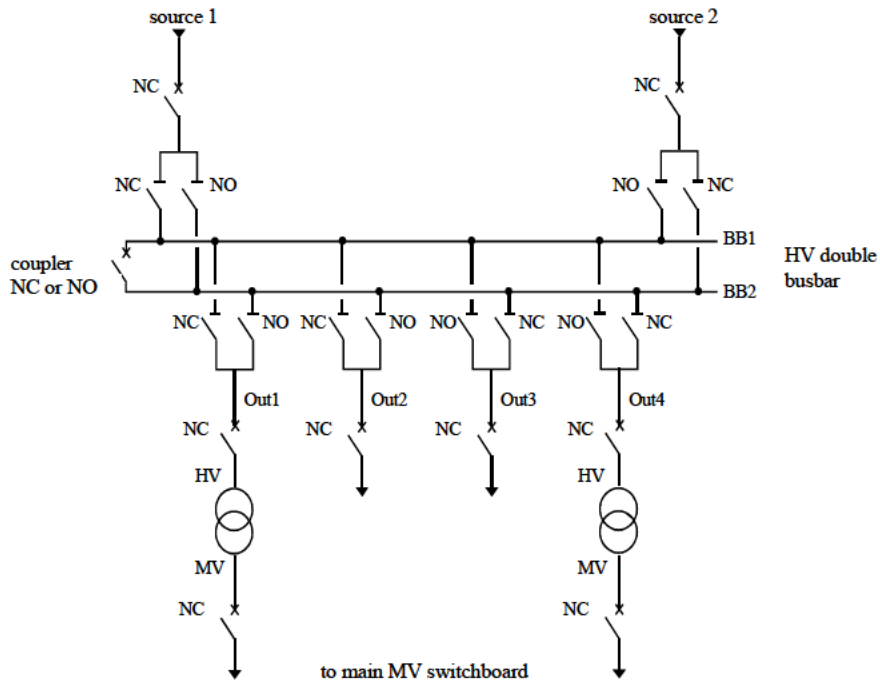 source 1
source 2
NC
NC
NC
NO
NO
NC
BB1
coupler
NC or NO
HV double
busbar
BB2
NC
NO
NC
NO
NO
NC
NO
NC
Out1
Out2
Out3
Out4
NC
NC
NC
NC
HV
HV
MV
MV
NC
NC
to main MV switchboard